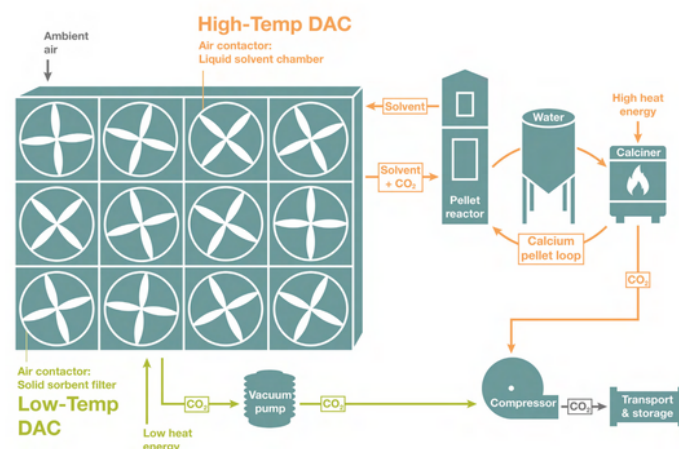 High-Temp DAC
Ambient
air
Air contactor:
Liquid solvent chamber
Solvent
Solvent
+ CO₂
Pellet
reactor
Water
High heat
energy
Calciner
Calcium
pellet loop
CO₂
Air contactor:
Solid sorbent filter
Low-Temp
DAC
CO₂
Low heat
energy
Vacuum
pump
CO₂
Compressor
CO₂
Transport
& storage